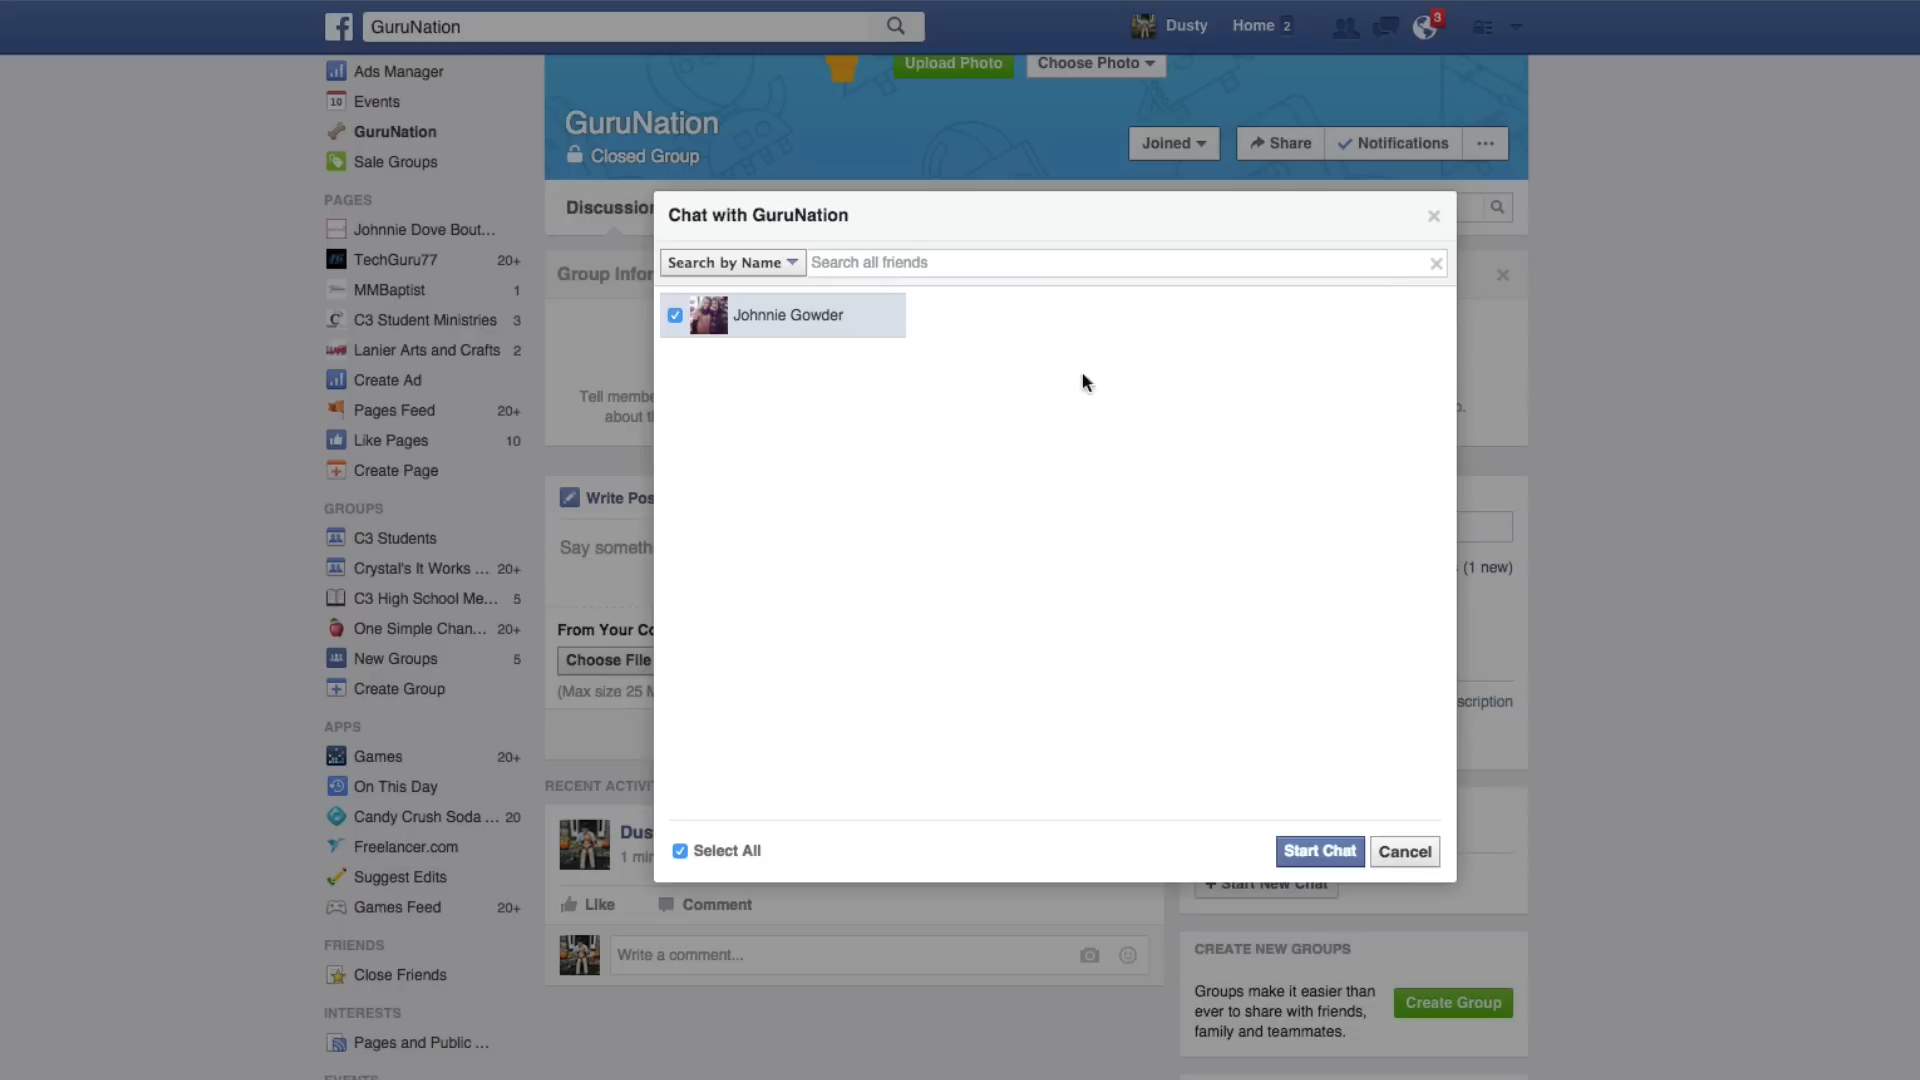 GuruNation
Dusty
Home 2
3
Ads Manager
10 Events
GuruNation
Sale Groups
PAGES
Johnnie Dove Bout...
TechGuru77 20+
MMBaptist 1
C3 Student Ministries 3
Lanier Arts and Crafts 2
Create Ad
Pages Feed 20+
Like Pages 10
Create Page
GROUPS
C3 Students
Crystal's It Works ... 20+
C3 High School Me... 5
One Simple Chan... 20+
New Groups 5
Create Group
APPS
Games 20+
On This Day
Candy Crush Soda ... 20
Freelancer.com
Suggest Edits
Games Feed 20+
FRIENDS
Close Friends
INTERESTS
Pages and Public ...
EVENTS
Upload Photo
Choose Photo
GuruNation
Closed Group
Joined
Share
Notifications
Discussion
Group Infor
Tell membe
about th
Write Pos
Say someth
From Your Co
Choose File
(Max size 25 M
RECENT ACTIVI
Dus
1 min
Like
Comment
Write a comment...
Chat with GuruNation
Search by Name
Search all friends
Johnnie Gowder
Select All
Start Chat
Cancel
(1 new)
scription
+ Start New Chat
CREATE NEW GROUPS
Groups make it easier than
ever to share with friends,
family and teammates.
Create Group